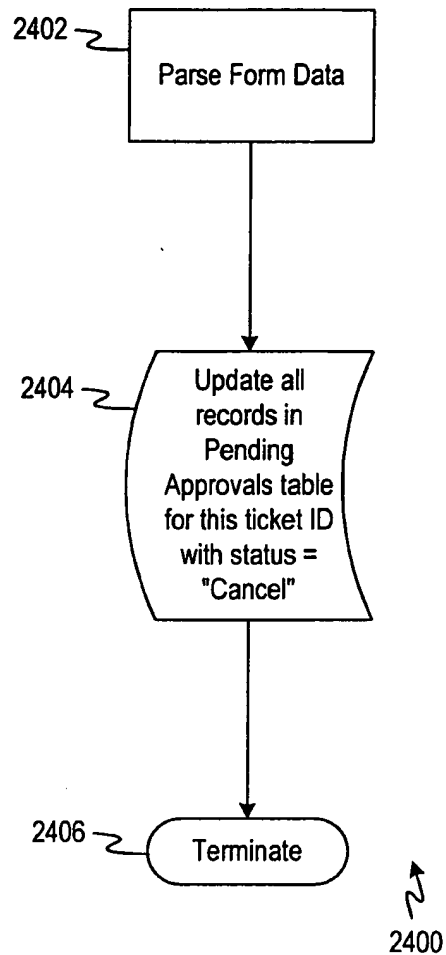 2402
Parse Form Data
2404
Update all
records in
Pending
Approvals table
for this ticket ID
with status =
"Cancel"
2406
Terminate
2400